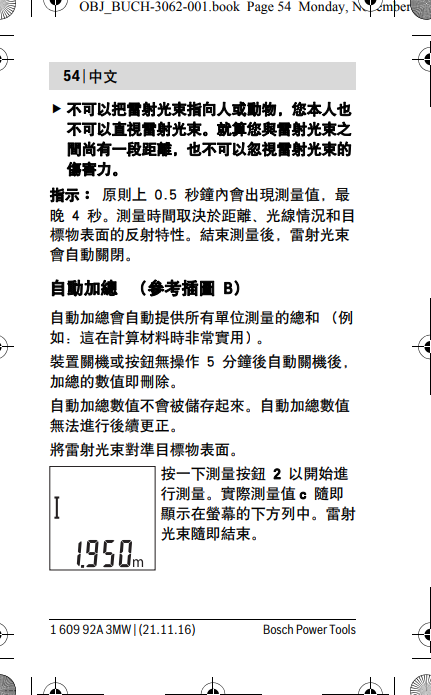 OBJ_BUCH-3062-001.book Page 54 Monday, N
54 | 中文
▶ 不可以把雷射光束指向人或動物，您本人也
不可以直視雷射光束。就算您與雷射光束之
間尚有一段距離，也不可以忽視雷射光束的
傷害力。
指示： 原則上 0.5 秒鐘內會出現測量值，最
晚 4 秒。測量時間取決於距離、光線情況和目
標物表面的反射特性。結束測量後，雷射光束
會自動關閉。
自動加總 （參考插圖 B）
自動加總會自動提供所有單位測量的總和 （例
如：這在計算材料時非常實用）。
裝置關機或按鈕無操作 5 分鐘後自動關機後，
加總的數值即刪除。
自動加總數值不會被儲存起來。自動加總數值
無法進行後續更正。
將雷射光束對準目標物表面。
按一下測量按鈕 2 以開始進
行測量。實際測量值 c 隨即
顯示在螢幕的下方列中。雷射
光束隨即結束。
1.950m
1 609 92A 3MW | (21.11.16) Bosch Power Tools